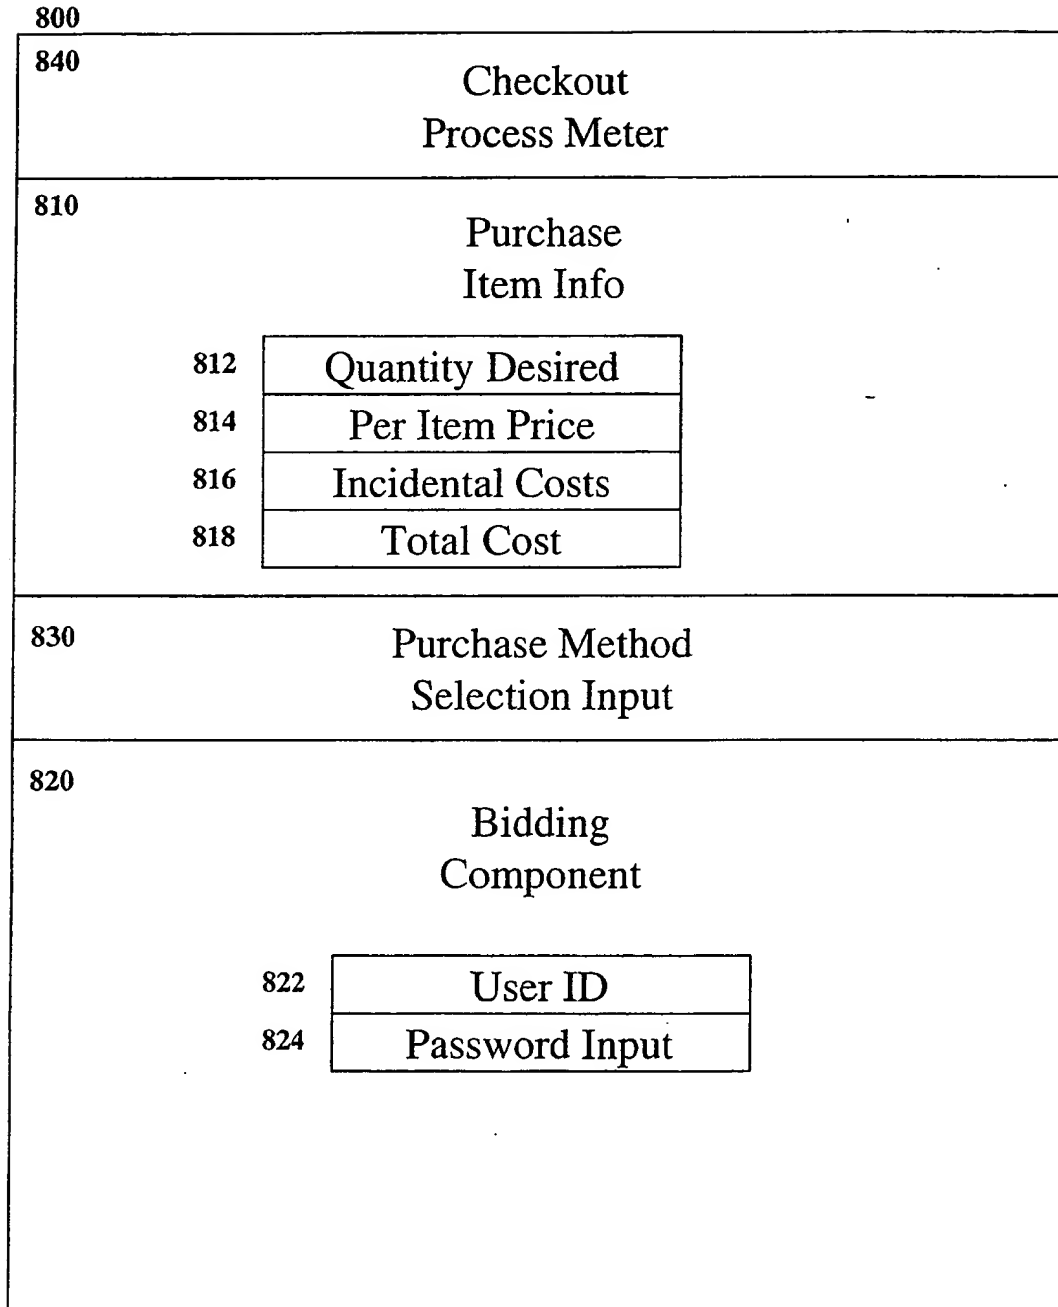 800
840
Checkout
Process Meter
810
Purchase
Item Info
812 Quantity Desired
814 Per Item Price
816 Incidental Costs
818 Total Cost
830
Purchase Method
Selection Input
820
Bidding
Component
822 User ID
824 Password Input